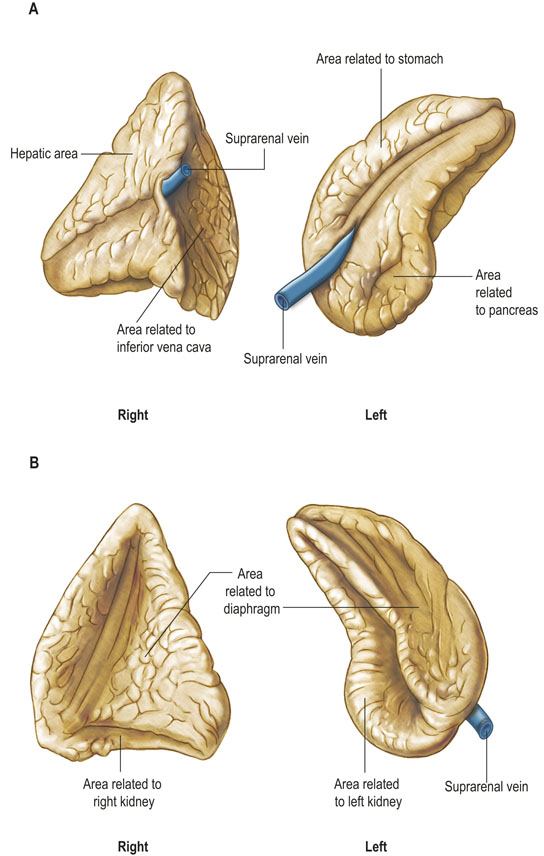 A
Area related to stomach
Suprarenal vein
Hepatic area
Area
related
to pancreas
Area related to
inferior vena cava
Suprarenal vein
Right
Left
B
Area
related to
diaphragm
Area related to
right kidney
Area related
to left kidney
Suprarenal vein
Right
Left